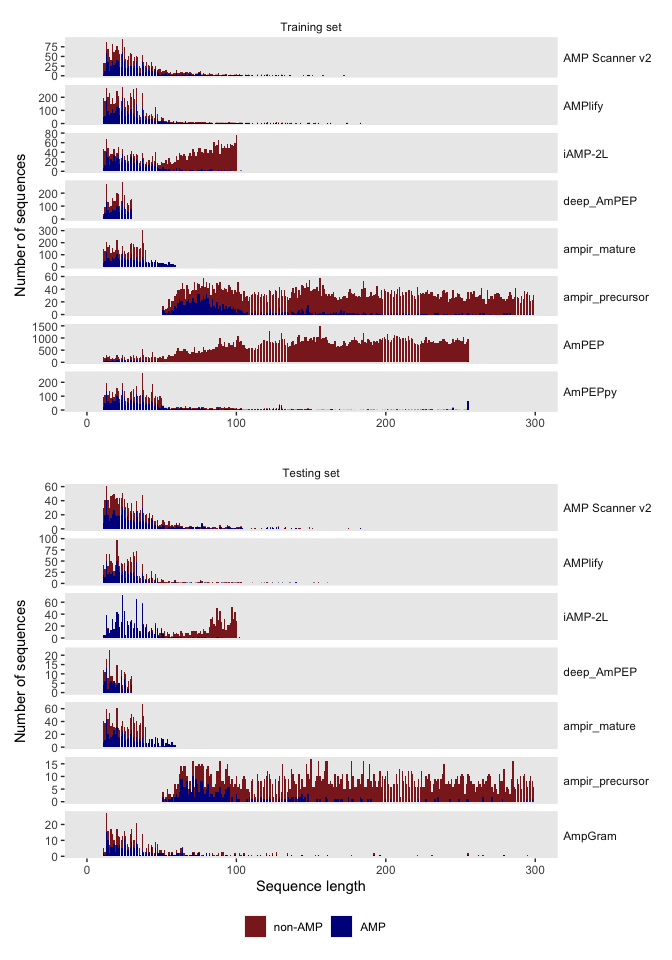 Training set
75
50
25
0
AMP Scanner v2
200
100
0
AMPlify
80
60
40
20
0
iAMP-2L
200
100
0
deep_AmPEP
300
200
100
0
ampir_mature
60
40
20
0
ampir_precursor
1500
1000
500
0
AmPEP
200
100
0
AmPEPpy
0 100 200 300
Number of sequences
Testing set
60
40
20
0
AMP Scanner v2
100
75
50
25
0
AMPlify
60
40
20
0
iAMP-2L
20
15
10
5
0
deep_AmPEP
60
40
20
0
ampir_mature
15
10
5
0
ampir_precursor
20
10
0
AmpGram
0 100 200 300
Number of sequences
Sequence length
non-AMP AMP